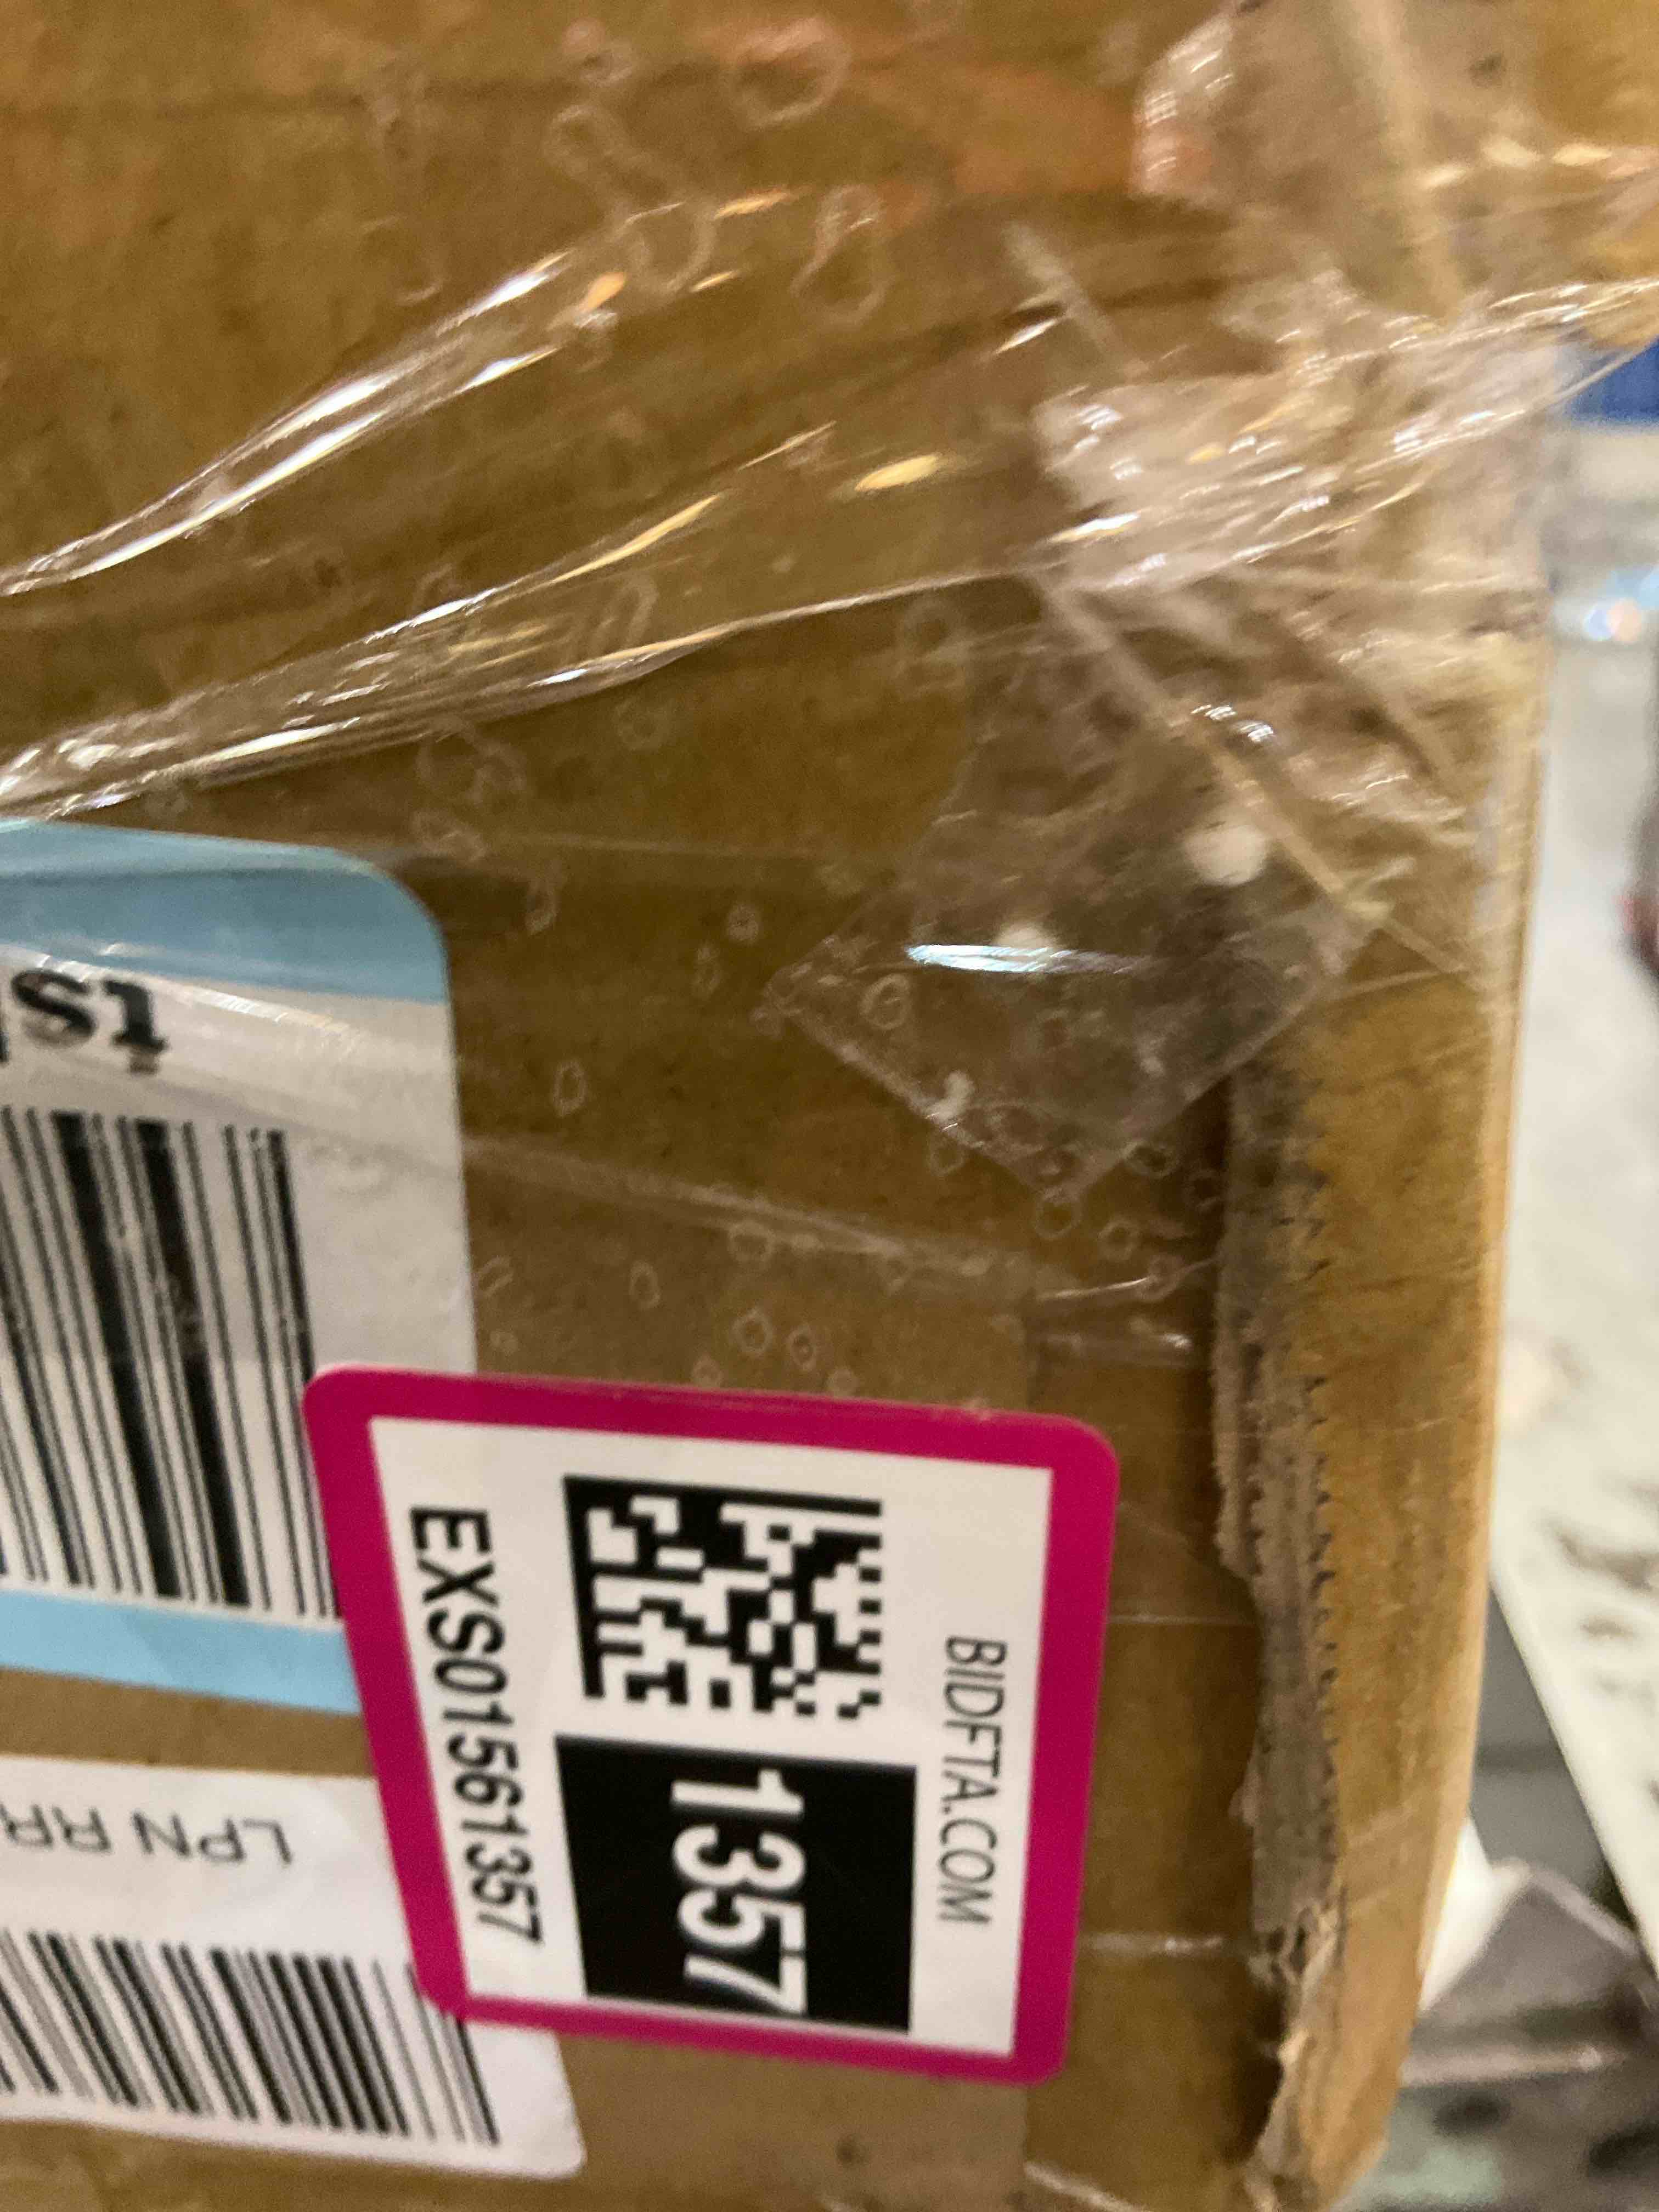 BIDFTA.COM
1357
EXS01561357
LPN RR